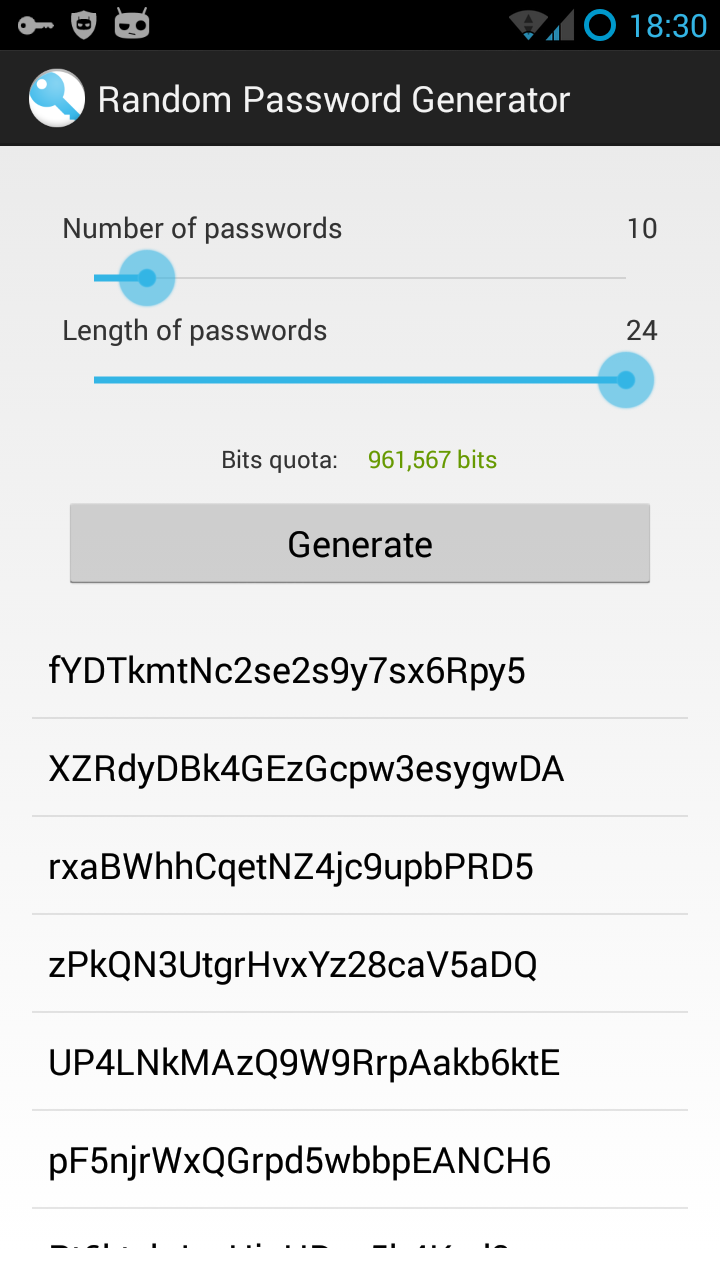 18:30
Random Password Generator
Number of passwords 10
Length of passwords 24
Bits quota: 961,567 bits
Generate
fYDTkmtNc2se2s9y7sx6Rpy5
XZRdyDBk4GEzGcpw3esygwDA
rxaBWhhCqetNZ4jc9upbPRD5
zPkQN3UtgrHvxYz28caV5aDQ
UP4LNkMAzQ9W9RrpAakb6ktE
pF5njrWxQGrpd5wbbpEANCH6